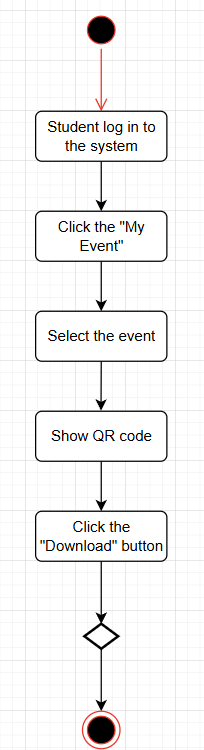 Student log in to
the system
Click the "My
Event"
Select the event
Show QR code
Click the
"Download" button